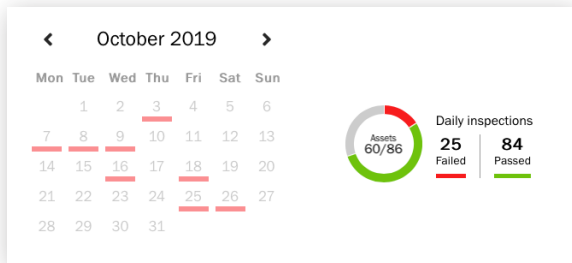 October 2019
Mon Tue Wed Thu Fri Sat Sun
1 2 3 4 5 6
7 8 9 10 11 12 13
14 15 16 17 18 19 20
21 22 23 24 25 26 27
28 29 30 31
Assets
60/86
Daily inspections
25 84
Failed Passed